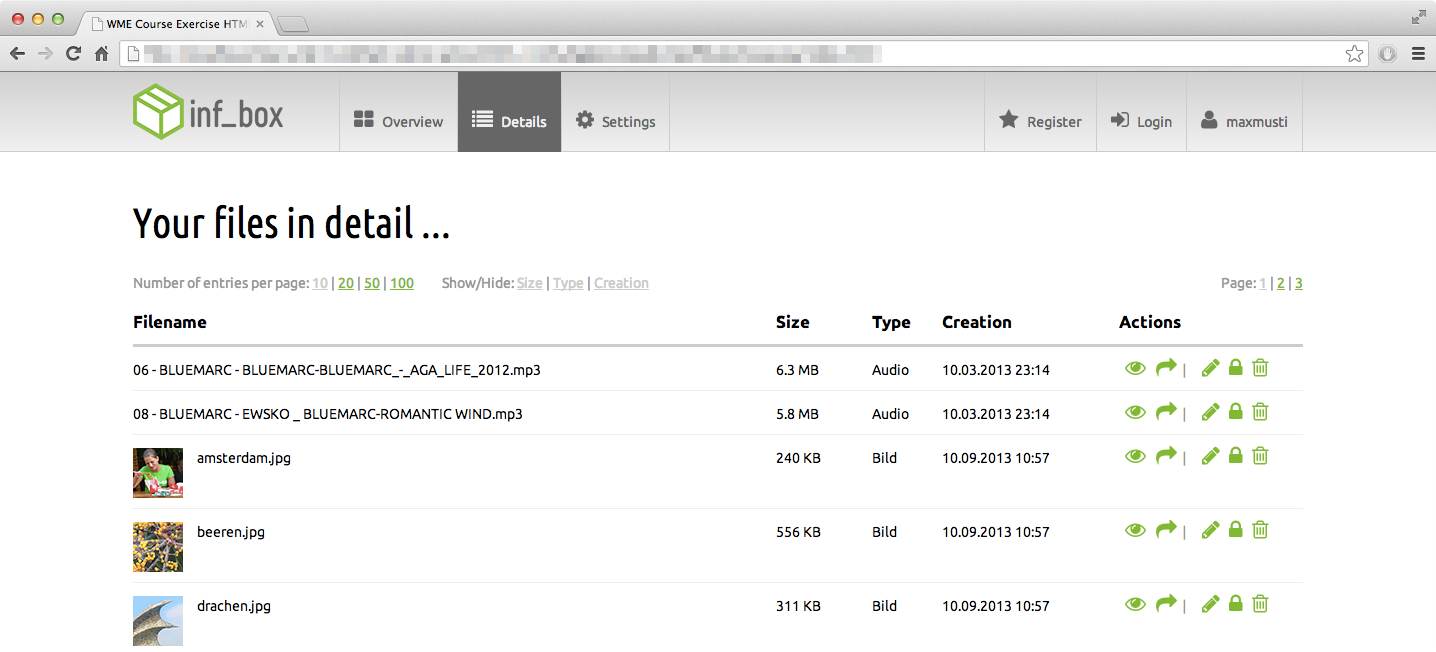 WME Course Exercise HTM
inf_box
Overview
Details
Settings
Register
Login
maxmusti
Your files in detail ...
Number of entries per page: 10 | 20 | 50 | 100 Show/Hide: Size | Type | Creation Page: 1 | 2 | 3
Filename Size Type Creation Actions
06 - BLUEMARC - BLUEMARC-BLUEMARC_-_AGA_LIFE_2012.mp3 6.3 MB Audio 10.03.2013 23:14 |
08 - BLUEMARC - EWSKO _ BLUEMARC-ROMANTIC WIND.mp3 5.8 MB Audio 10.03.2013 23:14 |
amsterdam.jpg 240 KB Bild 10.09.2013 10:57 |
beeren.jpg 556 KB Bild 10.09.2013 10:57 |
drachen.jpg 311 KB Bild 10.09.2013 10:57 |